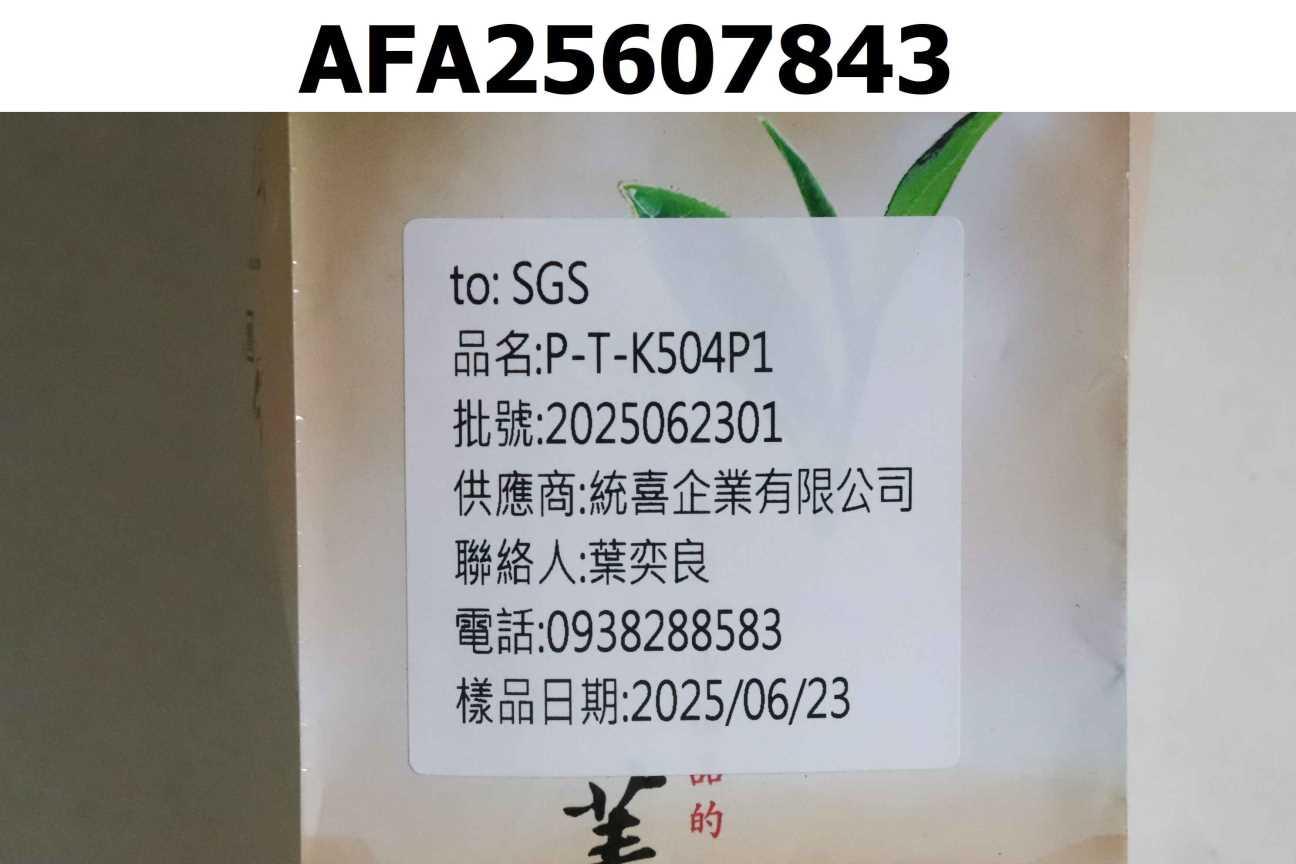 AFA25607843
to: SGS
品名:P-T-K504P1
批號:2025062301
供應商:統喜企業有限公司
聯絡人:葉奕良
電話:0938288583
樣品日期:2025/06/23
品的